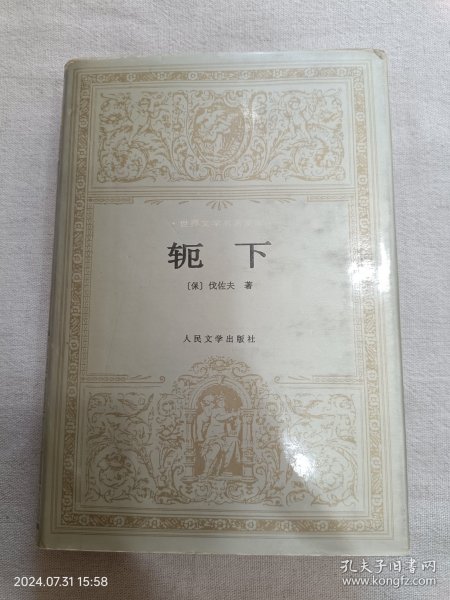 ·世界文学名著文库·
轭下
〔保〕伐佐夫 著
人民文学出版社
2024.07.31 15:58
孔夫子旧书网
www.kongfz.com